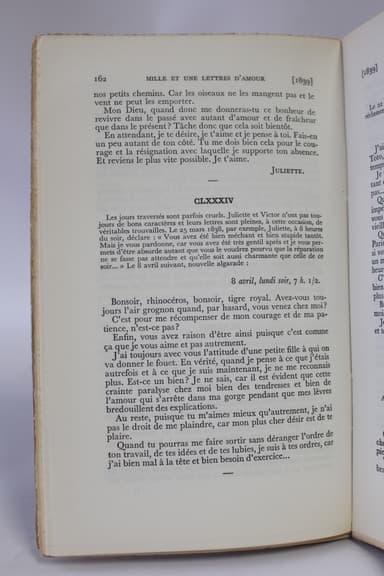 162 MILLE ET UNE LETTRES D'AMOUR [1839]
nos petits chemins. Car les oiseaux ne les mangent pas et le
vent ne peut les emporter.
Mon Dieu, quand donc me donneras-tu ce bonheur de
revivre dans le passé avec autant d'amour et de fraîcheur
que dans le présent? Tâche donc que cela soit bientôt.
En attendant, je te désire, je t'aime et je pense à toi. Fais-en
un peu autant de ton côté. Tu me dois bien cela pour le cou-
rage et la résignation avec laquelle je supporte ton absence.
Et reviens le plus vite possible. Je t'aime.
JULIETTE.
CLXXXIV
Les jours traversés sont parfois cruels. Juliette et Victor n'ont pas tou-
jours de bons caractères et leurs lettres sont pleines, à cette occasion, de
véritables trouvailles. Le 25 mars 1838, par exemple, Juliette, à 8 heures
du soir, déclare : « Vous avez été bien méchant et bien stupide tantôt.
Mais je vous pardonne, car vous avez été très gentil après et je vous per-
mets d'être absurde autant que vous le voudrez pourvu que la réparation
ne se fasse pas attendre et qu'elle soit aussi charmante que celle de ce
soir... » Le 8 avril suivant, nouvelle algarade :
8 avril, lundi soir, 7 h. 1/2.
Bonsoir, rhinocéros, bonsoir, tigre royal. Avez-vous tou-
jours l'air grognon quand, par hasard, vous venez chez moi?
C'est pour me récompenser de mon courage et de ma pa-
tience, n'est-ce pas?
Enfin, vous avez raison d'être ainsi puisque c'est comme
ça que je vous aime et pas autrement.
J'ai toujours avec vous l'attitude d'une petite fille à qui on
va donner le fouet. En vérité, quand je pense à ce que j'étais
autrefois et à ce que je suis maintenant, je ne me reconnais
plus. Est-ce un bien? Je ne sais, car il est évident que cette
crainte paralyse chez moi bien des tendresses et bien de
l'amour qui s'arrête dans ma gorge pendant que mes lèvres
bredouillent des explications.
Au reste, puisque tu m'aimes mieux qu'autrement, je n'ai
pas le droit de me plaindre, car mon plus cher désir est de te
plaire.
Quand tu pourras me faire sortir sans déranger l'ordre de
ton travail, de tes idées et de tes lubies, je suis à tes ordres, car
j'ai bien mal à la tête et bien besoin d'exercice...
[1839]
Le 22
J'ai
Toto,
temps
J'a
pas